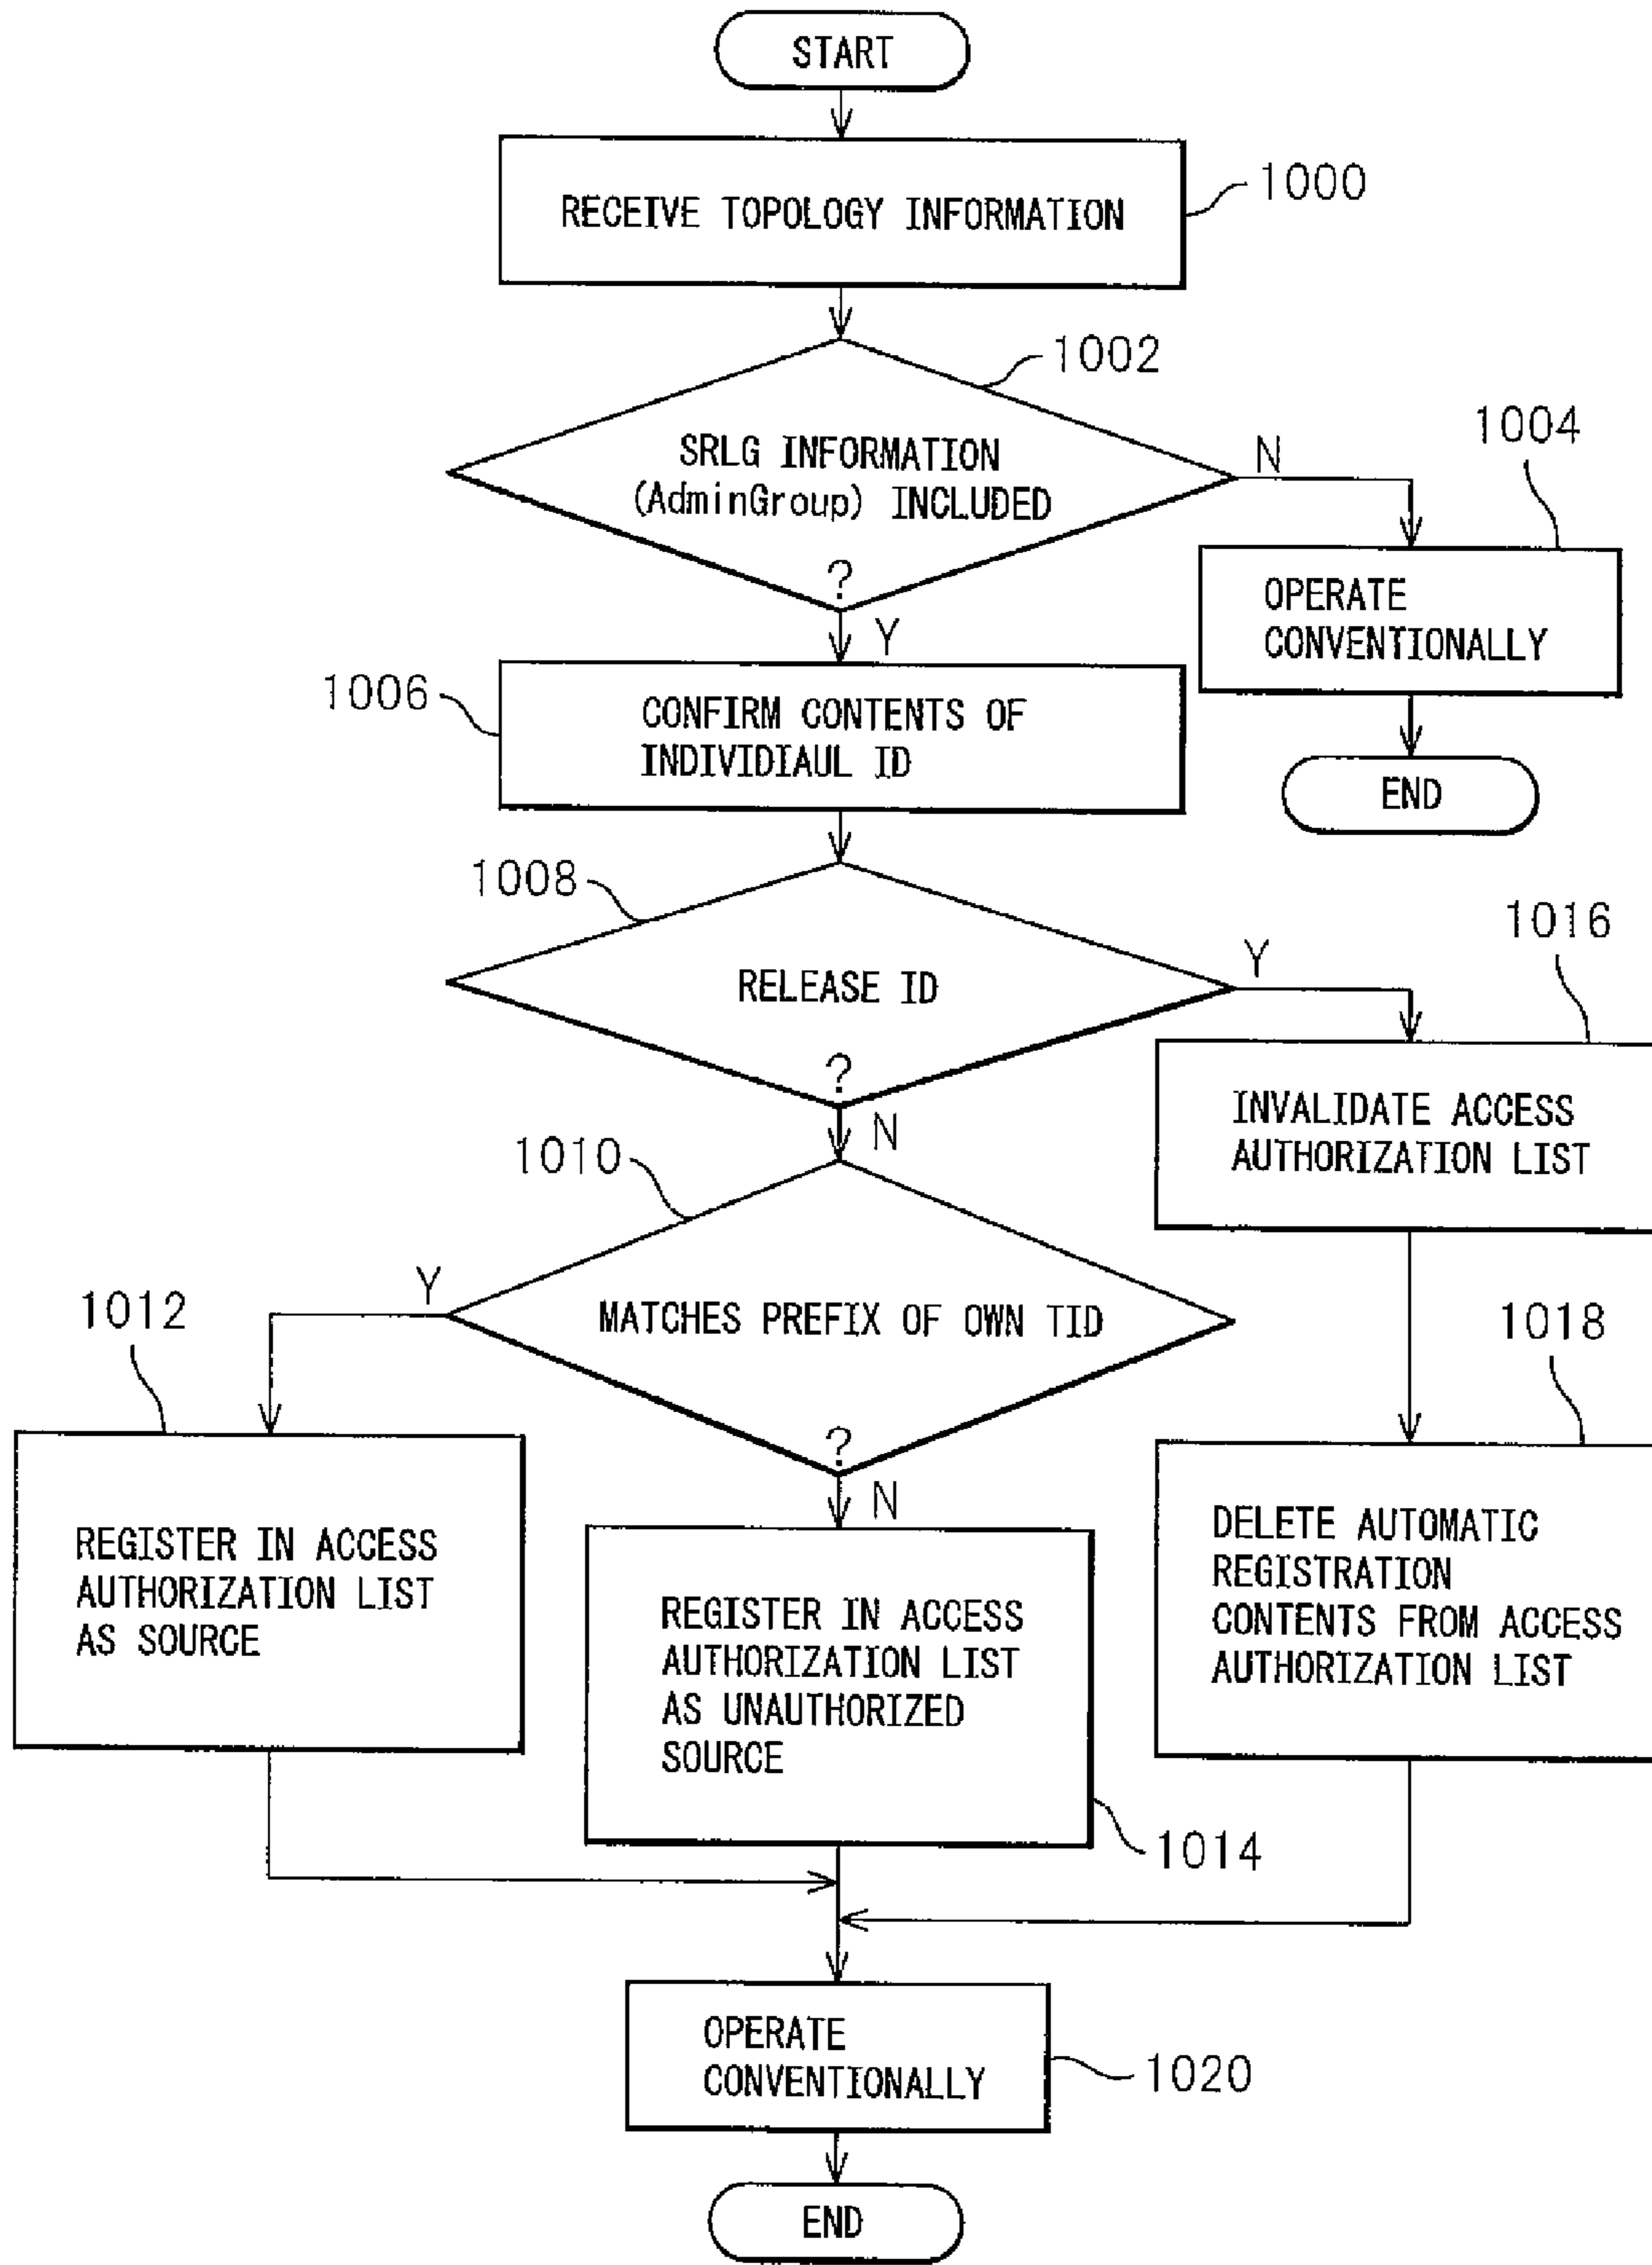 START
RECEIVE TOPOLOGY INFORMATION
1000
1002
SRLG INFORMATION
(AdminGroup) INCLUDED
?
N
Y
1004
OPERATE
CONVENTIONALLY
END
1006
CONFIRM CONTENTS OF
INDIVIDIAUL ID
1008
RELEASE ID
?
Y
N
1016
INVALIDATE ACCESS
AUTHORIZATION LIST
1010
MATCHES PREFIX OF OWN TID
?
Y
N
1012
REGISTER IN ACCESS
AUTHORIZATION LIST
AS SOURCE
REGISTER IN ACCESS
AUTHORIZATION LIST
AS UNAUTHORIZED
SOURCE
1014
1018
DELETE AUTOMATIC
REGISTRATION
CONTENTS FROM ACCESS
AUTHORIZATION LIST
OPERATE
CONVENTIONALLY
1020
END